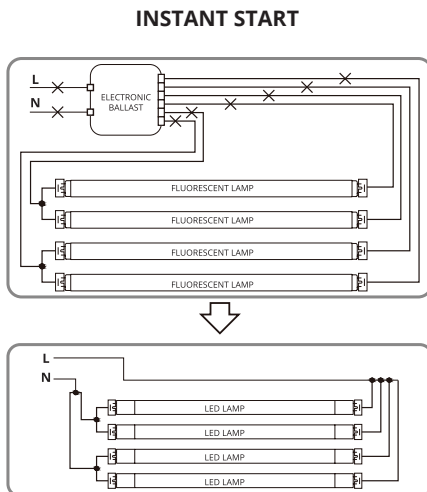 INSTANT START
L
N
ELECTRONIC
BALLAST
FLUORESCENT LAMP
FLUORESCENT LAMP
FLUORESCENT LAMP
FLUORESCENT LAMP
L
N
LED LAMP
LED LAMP
LED LAMP
LED LAMP